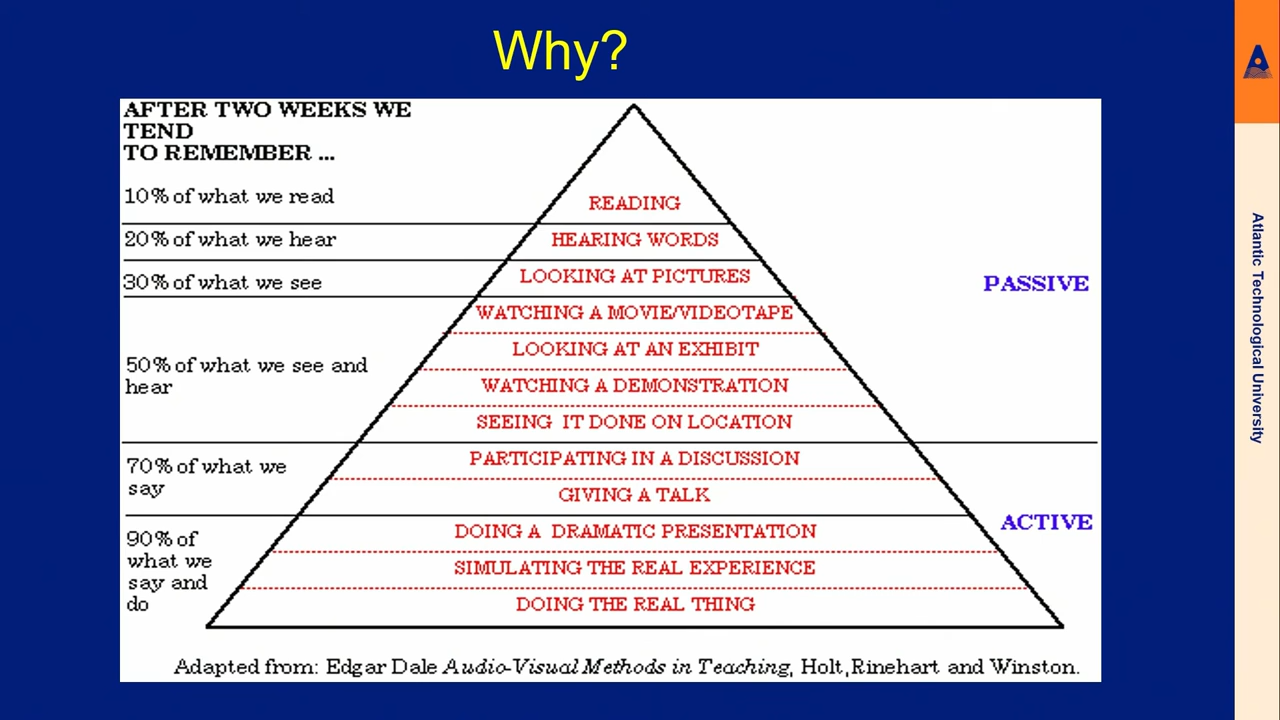 Why?
AFTER TWO WEEKS WE
TEND
TO REMEMBER ...
10% of what we read
READING
20% of what we hear
HEARING WORDS
30% of what we see
LOOKING AT PICTURES
PASSIVE
WATCHING A MOVIE/VIDEOTAPE
LOOKING AT AN EXHIBIT
50% of what we see and
hear
WATCHING A DEMONSTRATION
SEEING IT DONE ON LOCATION
70% of what we
say
PARTICIPATING IN A DISCUSSION
GIVING A TALK
ACTIVE
90% of
what we
say and
do
DOING A DRAMATIC PRESENTATION
SIMULATING THE REAL EXPERIENCE
DOING THE REAL THING
Adapted from: Edgar Dale Audio-Visual Methods in Teaching, Holt,Rinehart and Winston.
Atlantic Technological University